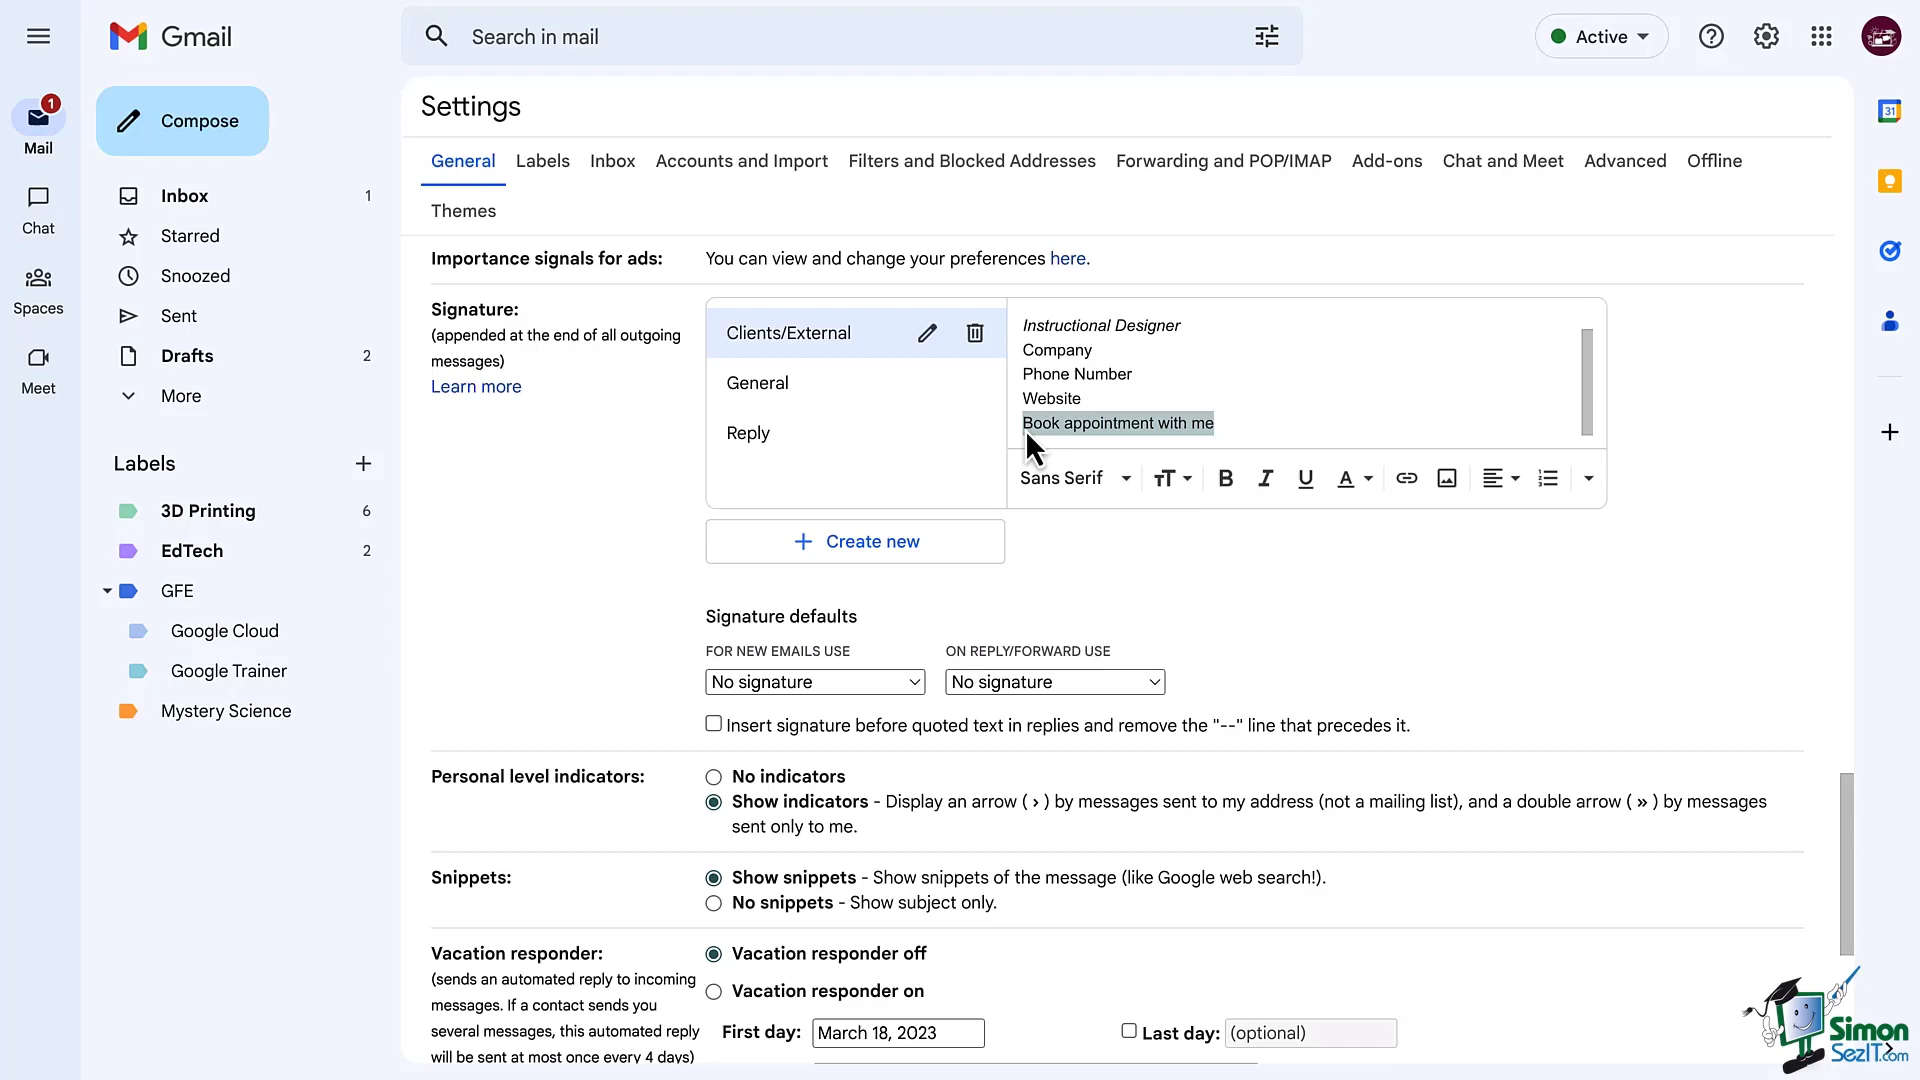 Gmail
Search in mail
Active
1
Mail
Chat
Spaces
Meet
Compose
Inbox 1
Starred
Snoozed
Sent
Drafts 2
More
Labels
3D Printing 6
EdTech 2
GFE
Google Cloud
Google Trainer
Mystery Science
Settings
General Labels Inbox Accounts and Import Filters and Blocked Addresses Forwarding and POP/IMAP Add-ons Chat and Meet Advanced Offline
Themes
Importance signals for ads: You can view and change your preferences here.
Signature:
(appended at the end of all outgoing
messages)
Learn more
Clients/External
General
Reply
Instructional Designer
Company
Phone Number
Website
Book appointment with me
Sans Serif
Create new
Signature defaults
FOR NEW EMAILS USE ON REPLY/FORWARD USE
No signature No signature
Insert signature before quoted text in replies and remove the "--" line that precedes it.
Personal level indicators:
No indicators
Show indicators - Display an arrow ( › ) by messages sent to my address (not a mailing list), and a double arrow ( » ) by messages
sent only to me.
Snippets:
Show snippets - Show snippets of the message (like Google web search!).
No snippets - Show subject only.
Vacation responder:
(sends an automated reply to incoming
messages. If a contact sends you
several messages, this automated reply
will be sent at most once every 4 days)
Vacation responder off
Vacation responder on
First day: March 18, 2023 Last day: (optional)
31
Simon
SezIT.com